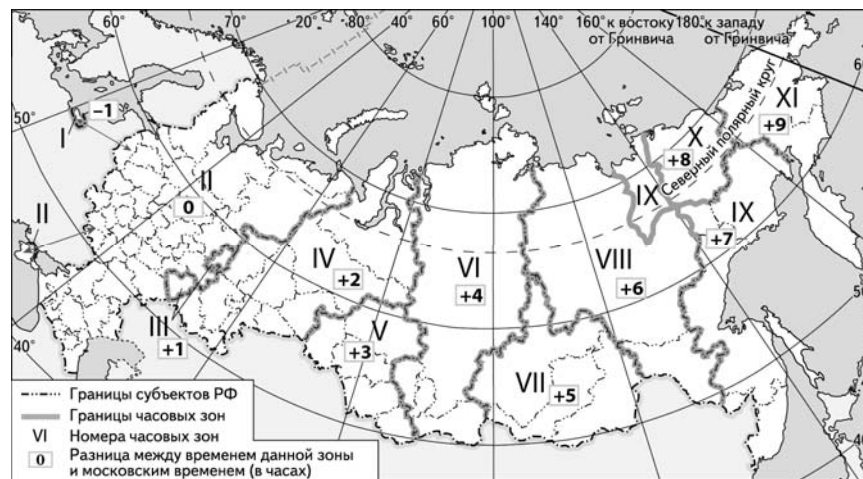 60°
70°
20°
80°
40°
60°
100°
140°
160° к востоку
от Гринвича
180° к западу
от Гринвича
60
50°
–1
I
II
0
II
40°
III
+1
IV
+2
V
+3
VI
+4
VII
+5
VIII
+6
IX
IX
+7
X
+8
XI
+9
Северный полярный круг
50
40
Границы субъектов РФ
Границы часовых зон
VI Номера часовых зон
0 Разница между временем данной зоны
и московским временем (в часах)